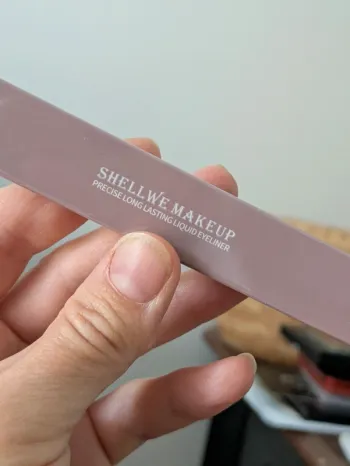 SHELLWE MAKEUP
PRECISE LONG LASTING LIQUID EYELINER